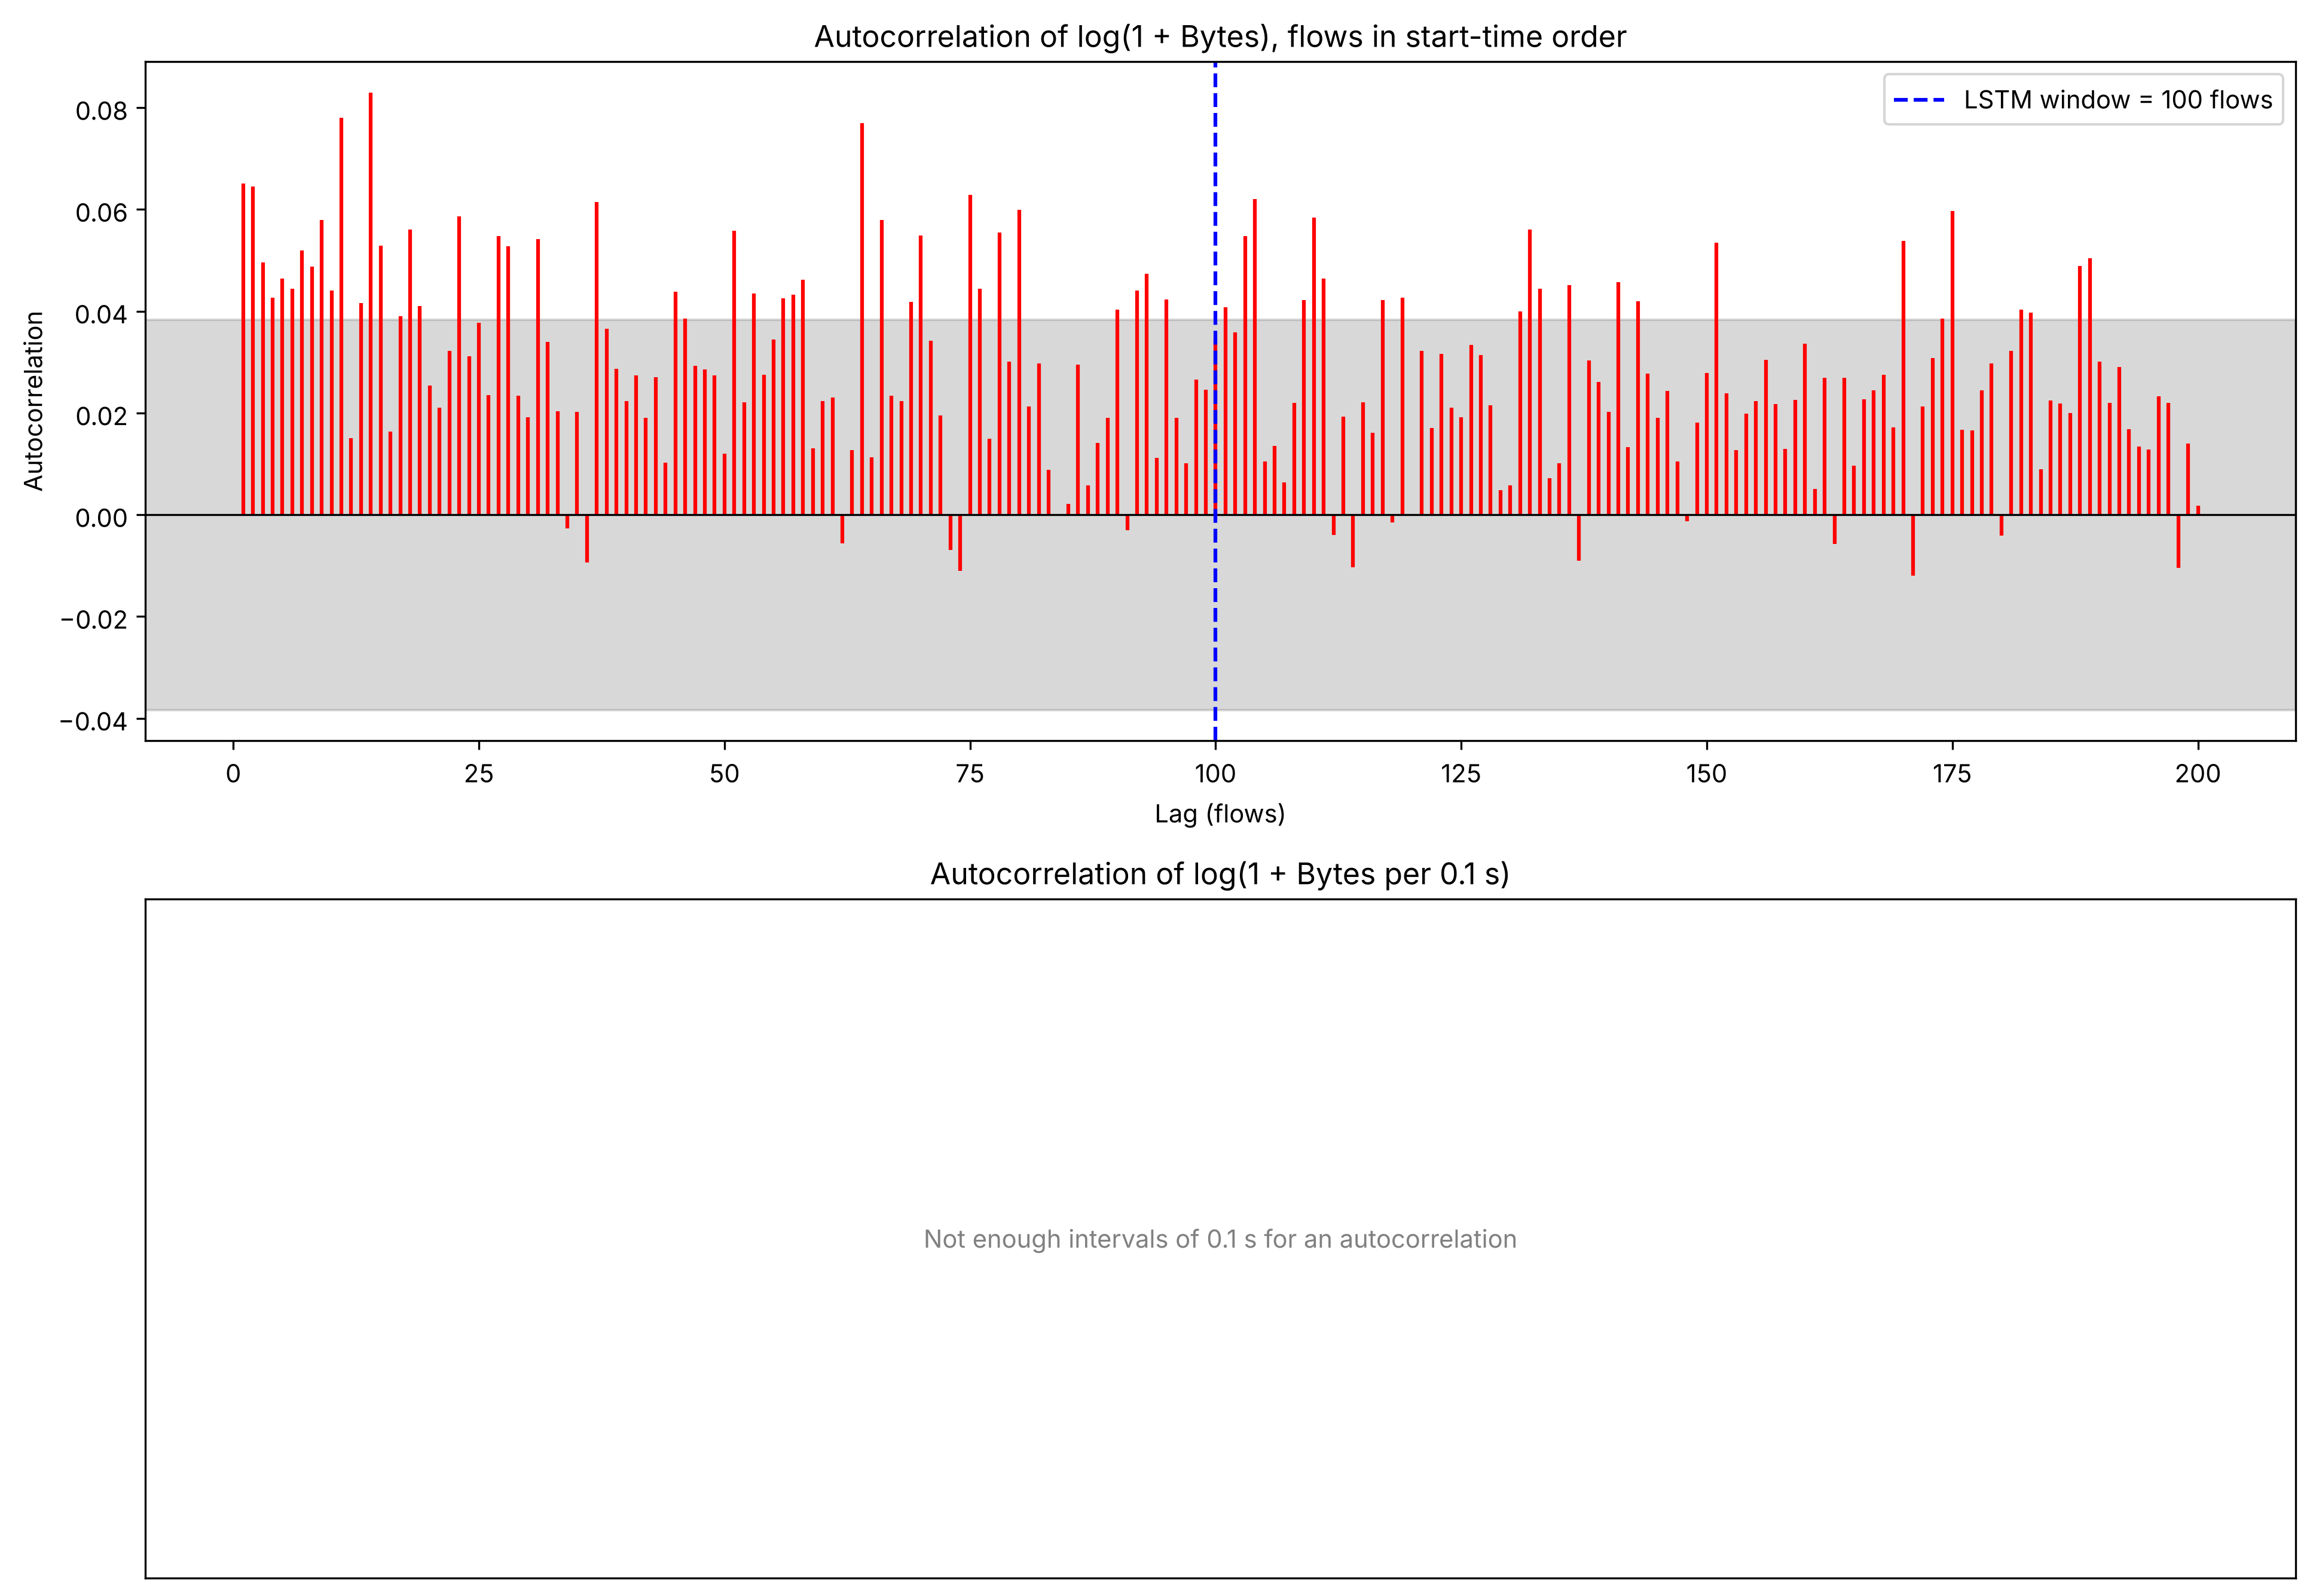 Autocorrelation of log(1 + Bytes), flows in start-time order
LSTM window = 100 flows
0.08
0.06
0.04
0.02
0.00
−0.02
−0.04
Autocorrelation
0 25 50 75 100 125 150 175 200
Lag (flows)
Autocorrelation of log(1 + Bytes per 0.1 s)
Not enough intervals of 0.1 s for an autocorrelation